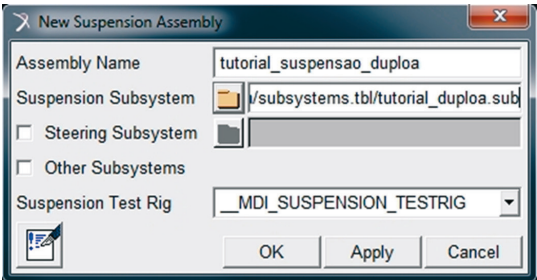 New Suspension Assembly
Assembly Name tutorial_suspensao_duploa
Suspension Subsystem /subsystems.tbl/tutorial_duploa.sub
Steering Subsystem
Other Subsystems
Suspension Test Rig __MDI_SUSPENSION_TESTRIG
OK Apply Cancel